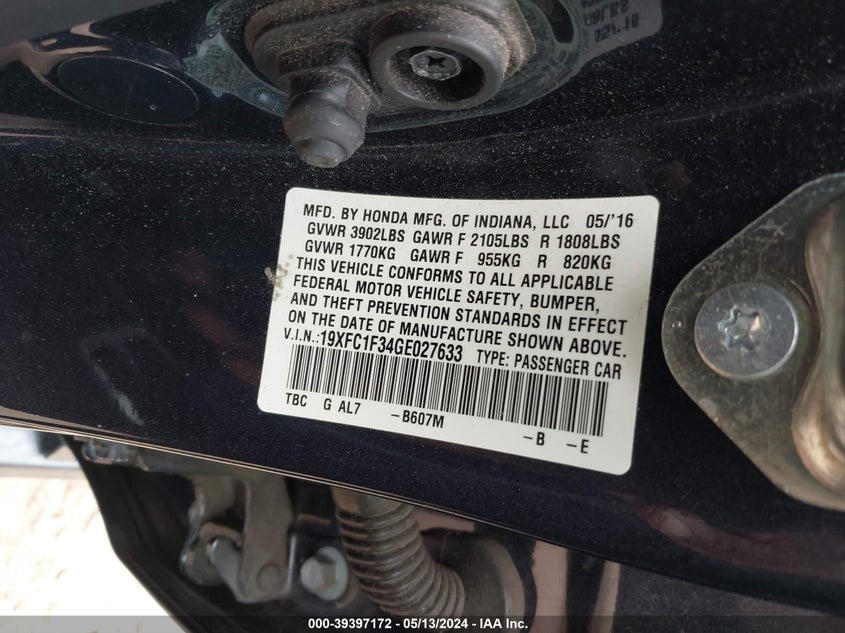 MFD. BY HONDA MFG. OF INDIANA, LLC 05/'16
GVWR 3902LBS GAWR F 2105LBS R 1808LBS
GVWR 1770KG GAWR F 955KG R 820KG
THIS VEHICLE CONFORMS TO ALL APPLICABLE
FEDERAL MOTOR VEHICLE SAFETY, BUMPER,
AND THEFT PREVENTION STANDARDS IN EFFECT
ON THE DATE OF MANUFACTURE SHOWN ABOVE.
V.I.N.:19XFC1F34GE027633 TYPE: PASSENGER CAR
TBC G AL7 -B607M -B -E
000-39397172 - 05/13/2024 - IAA Inc.